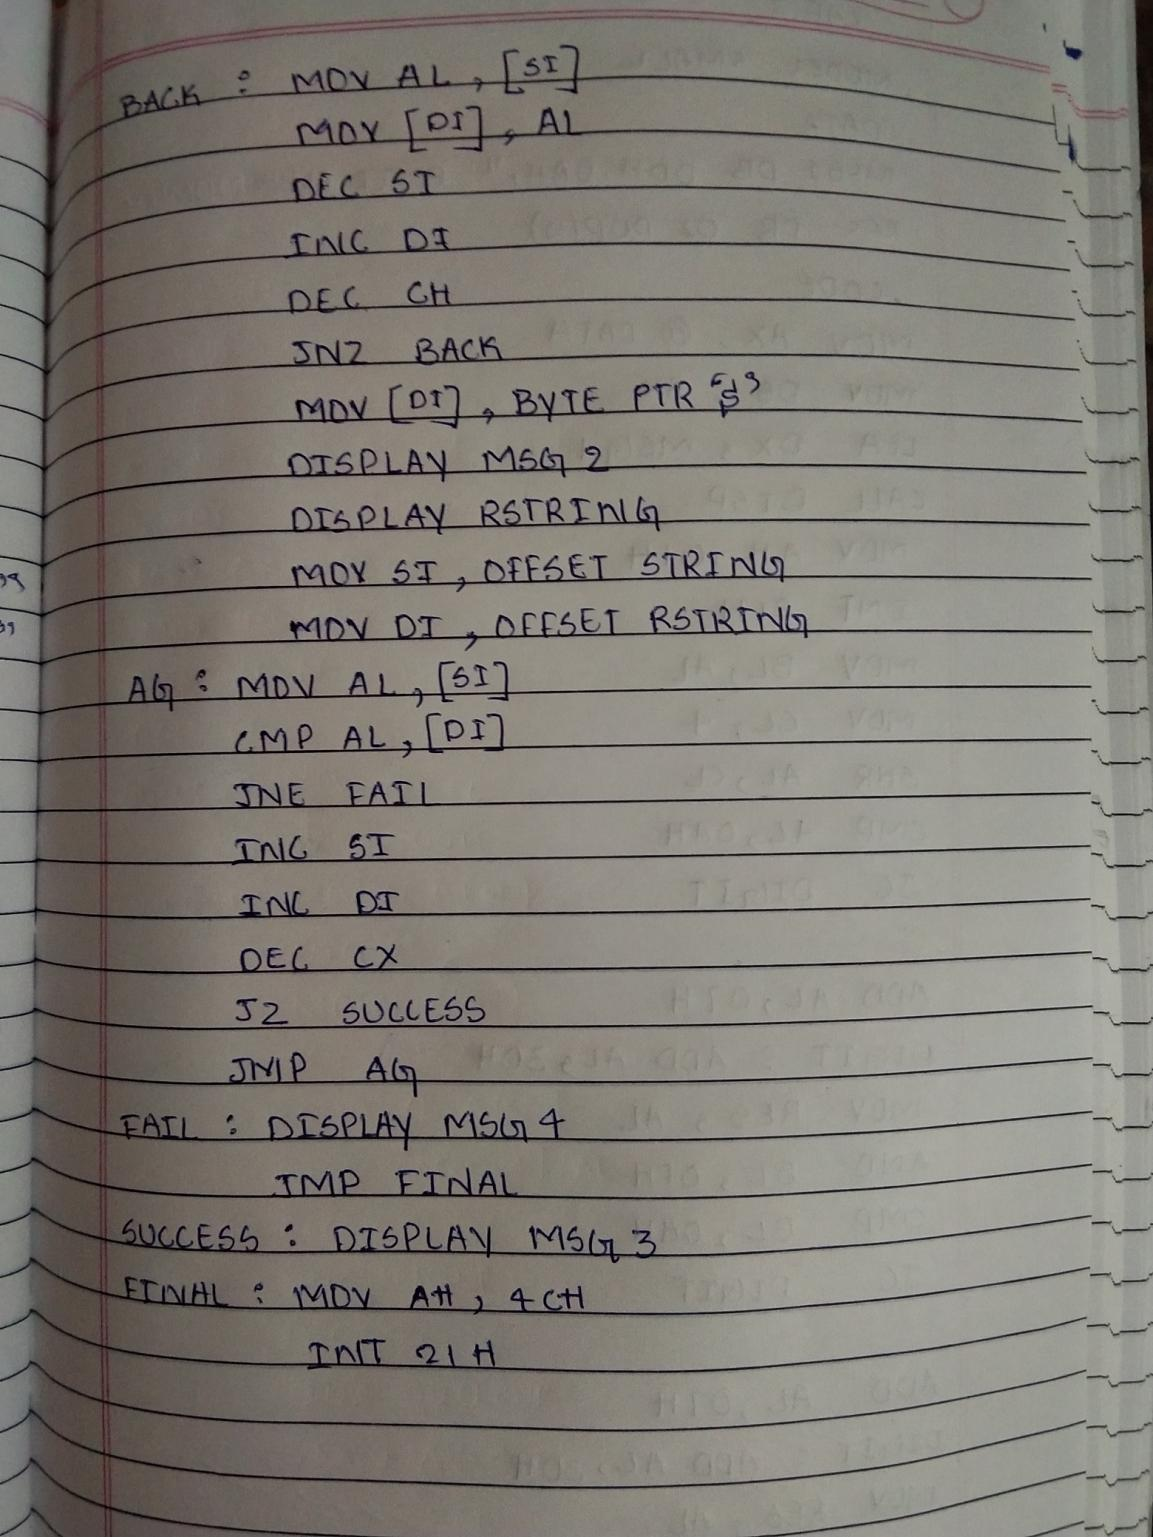 BACK : MOV AL, [SI]
MOV [DI], AL
DEC SI
INC DI
DEC CH
JNZ BACK
MOV [DI], BYTE PTR '$'
DISPLAY MSG 2
DISPLAY RSTRING
MOV SI, OFFSET STRING
MOV DI, OFFSET RSTRING
AG : MOV AL, [SI]
CMP AL, [DI]
JNE FAIL
INC SI
INC DI
DEC CX
JZ SUCCESS
JMP AG
FAIL : DISPLAY MSG 4
JMP FINAL
SUCCESS : DISPLAY MSG 3
FINAL : MOV AH, 4CH
INT 21H